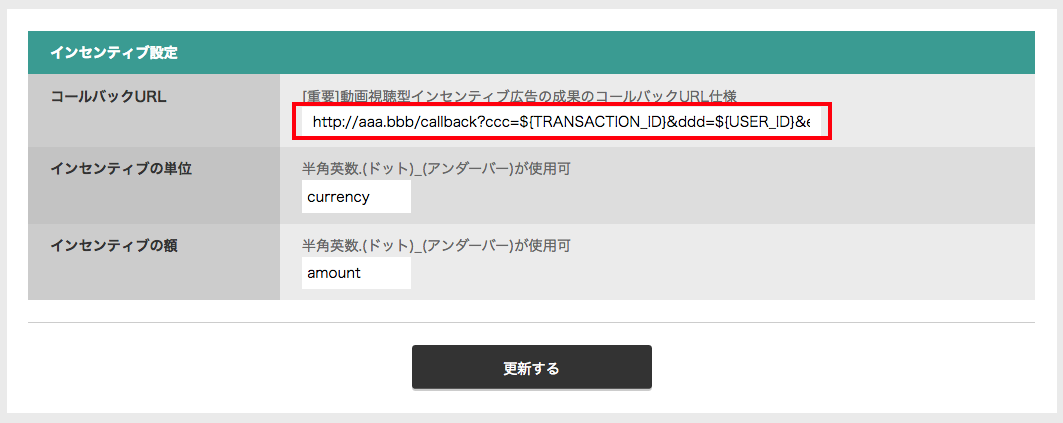 インセンティブ設定
コールバックURL
[重要]動画視聴型インセンティブ広告の成果のコールバックURL仕様
http://aaa.bbb/callback?ccc=${TRANSACTION_ID}&ddd=${USER_ID}&e
インセンティブの単位
半角英数.(ドット)_(アンダーバー)が使用可
currency
インセンティブの額
半角英数.(ドット)_(アンダーバー)が使用可
amount
更新する